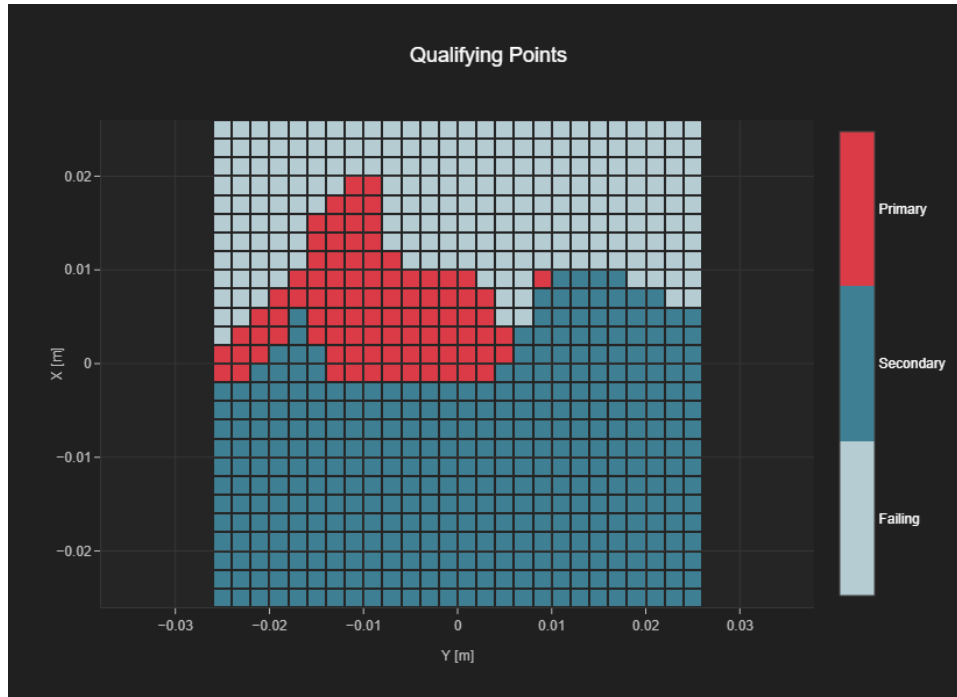 Qualifying Points
0.02
0.01
0
−0.01
−0.02
X [m]
−0.03
−0.02
−0.01
0
0.01
0.02
0.03
Y [m]
Primary
Secondary
Failing